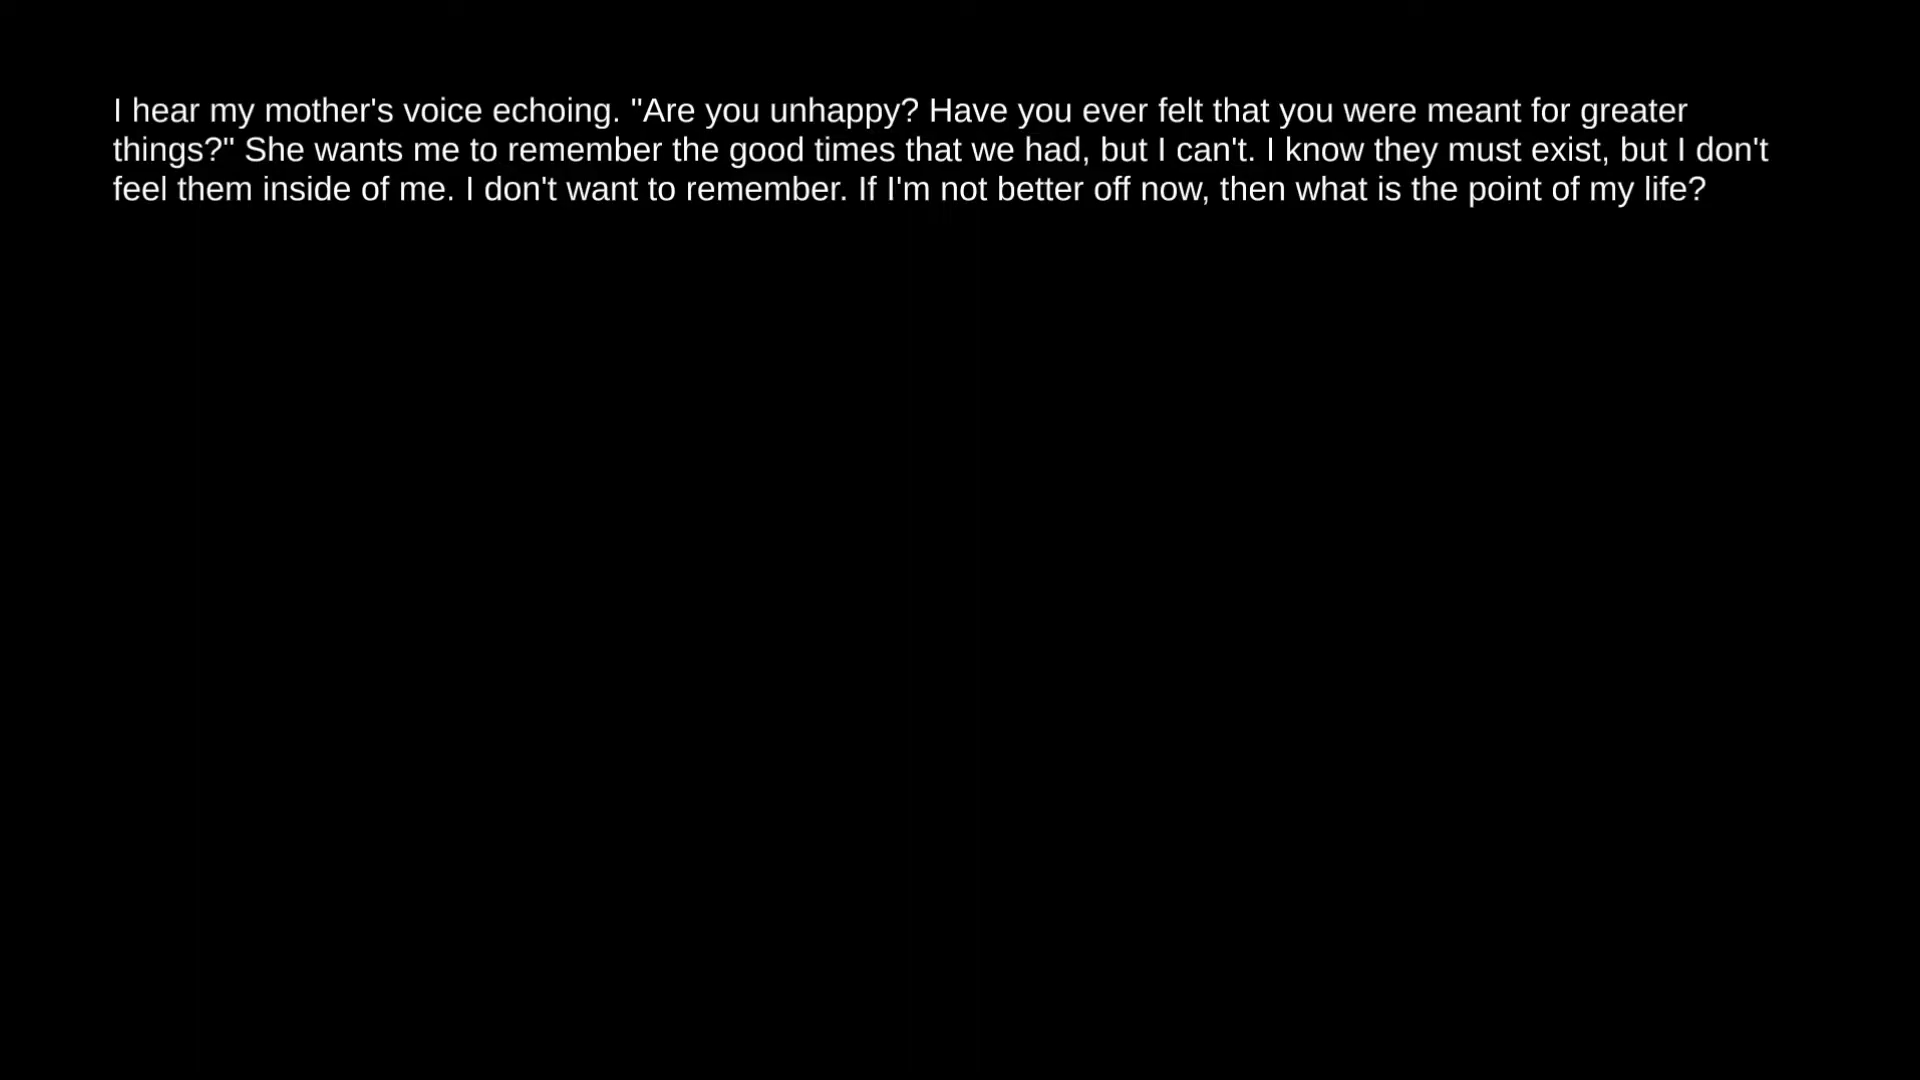 I hear my mother's voice echoing. "Are you unhappy? Have you ever felt that you were meant for greater
things?" She wants me to remember the good times that we had, but I can't. I know they must exist, but I don't
feel them inside of me. I don't want to remember. If I'm not better off now, then what is the point of my life?